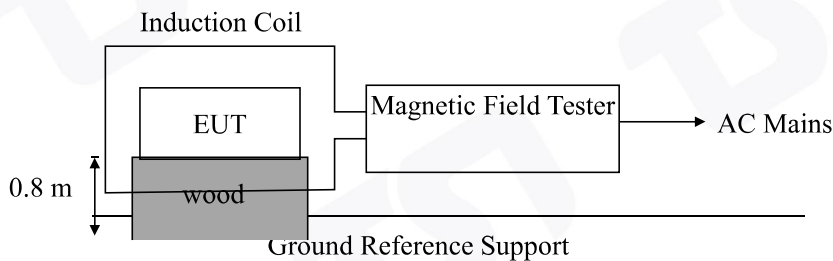 Induction Coil
Magnetic Field Tester
EUT
AC Mains
0.8 m
wood
Ground Reference Support